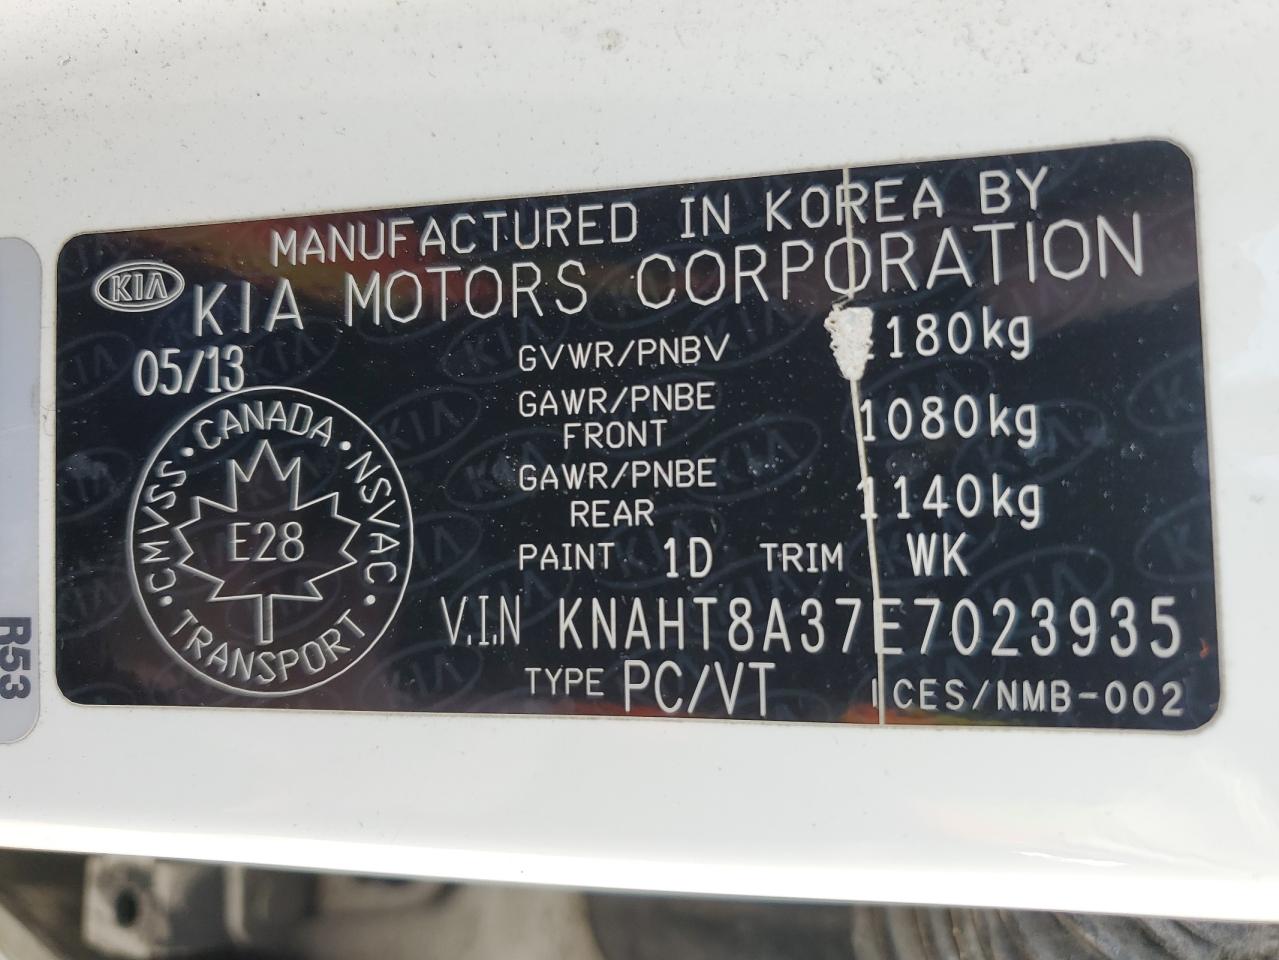 MANUFACTURED IN KOREA BY
KIA
KIA MOTORS CORPORATION
05/13
GVWR/PNBV 180kg
GAWR/PNBE FRONT 1080kg
GAWR/PNBE REAR 1140kg
CMVSS · CANADA · NSVAC · TRANSPORT
E28
PAINT 1D TRIM WK
V.I.N KNAHT8A37E7023935
TYPE PC/VT ICES/NMB-002
R53